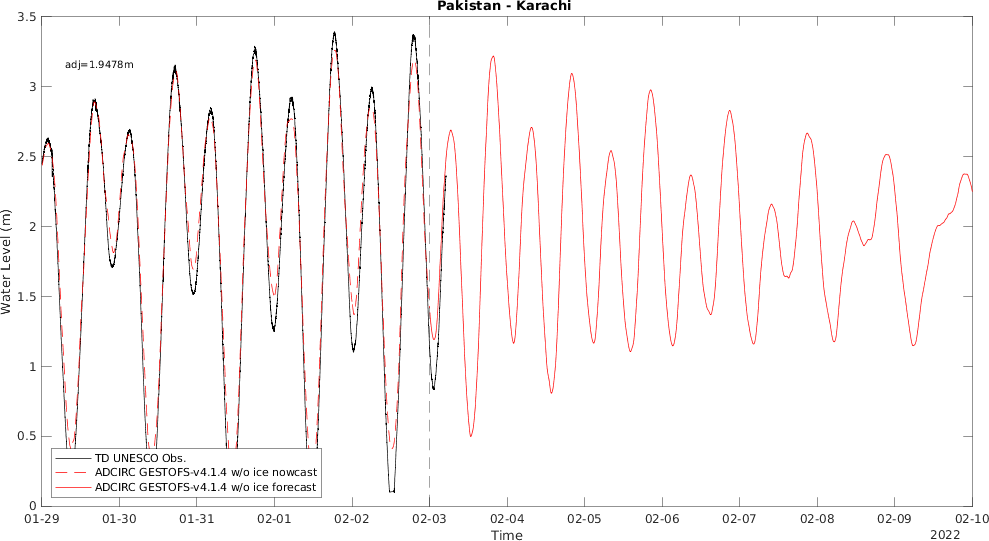 Pakistan - Karachi
3.5
adj=1.9478m
3
2.5
2
1.5
1
0.5
0
Water Level (m)
TD UNESCO Obs.
ADCIRC GESTOFS-v4.1.4 w/o ice nowcast
ADCIRC GESTOFS-v4.1.4 w/o ice forecast
01-29 01-30 01-31 02-01 02-02 02-03 02-04 02-05 02-06 02-07 02-08 02-09 02-10
Time
2022